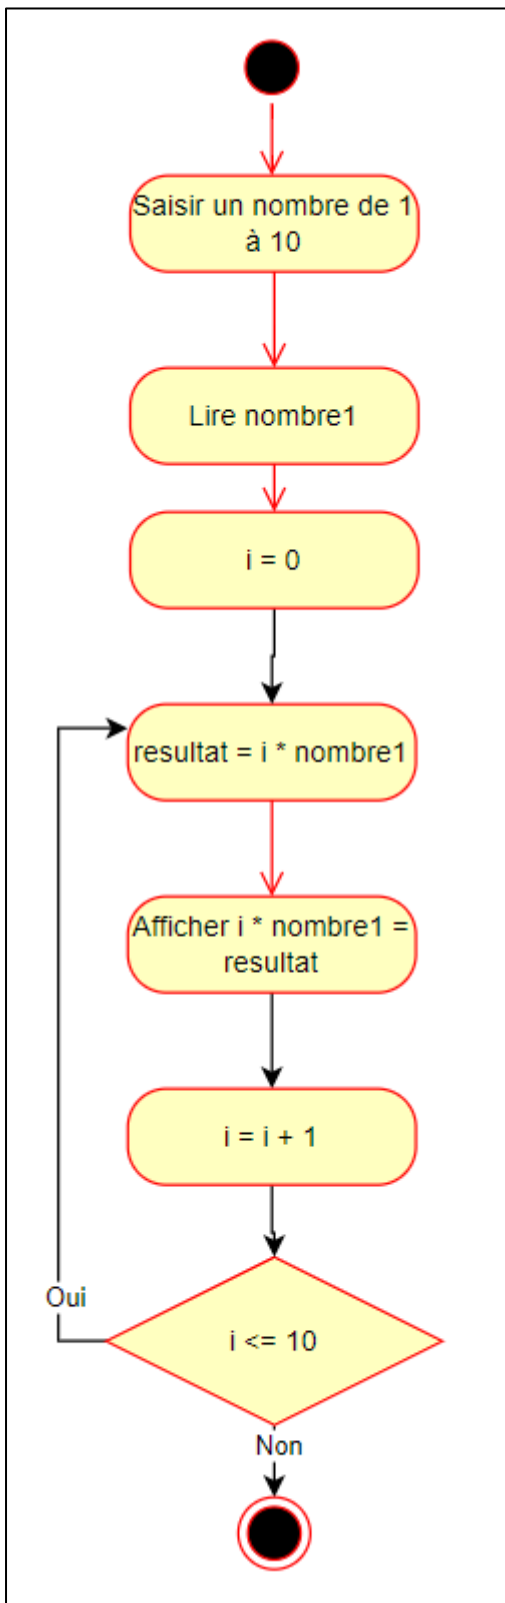 Saisir un nombre de 1
à 10
Lire nombre1
i = 0
resultat = i * nombre1
Afficher i * nombre1 =
resultat
i = i + 1
i <= 10
Oui
Non